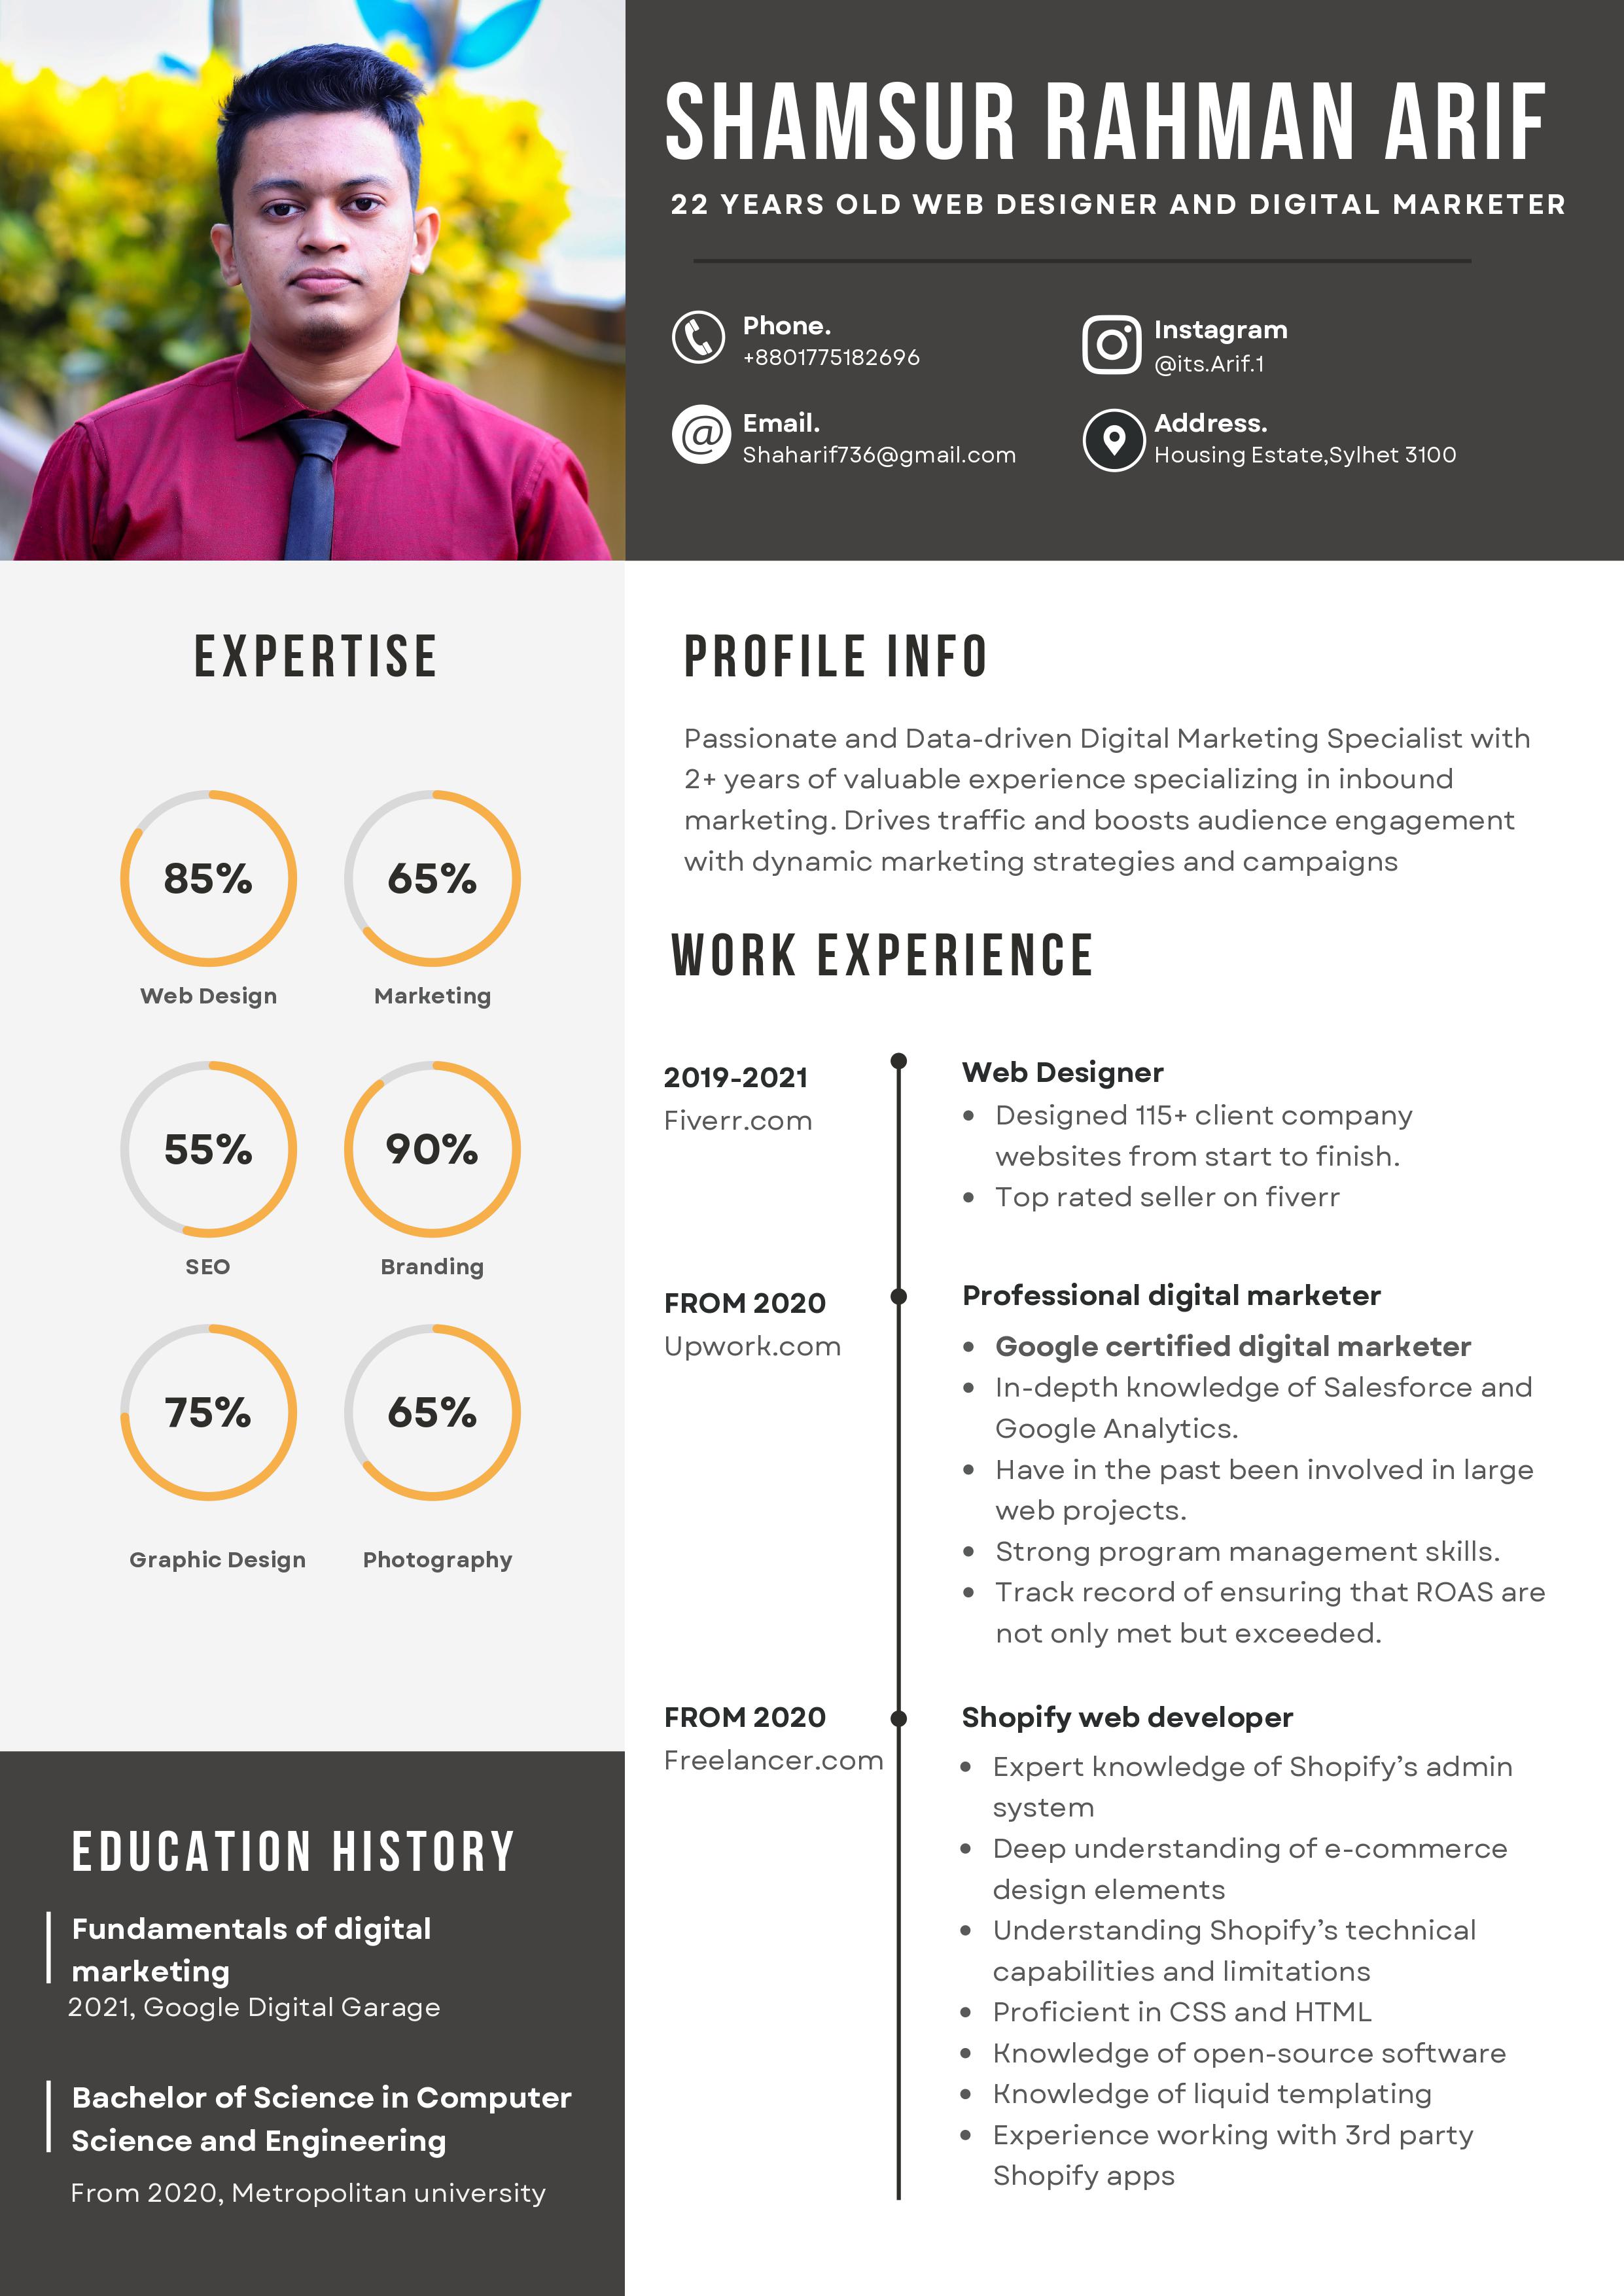 SHAMSUR RAHMAN ARIF
22 YEARS OLD WEB DESIGNER AND DIGITAL MARKETER
Phone.
+8801775182696
Instagram
@its.Arif.1
Email.
Shaharif736@gmail.com
Address.
Housing Estate,Sylhet 3100
EXPERTISE
85%
65%
Web Design
Marketing
55%
90%
SEO
Branding
75%
65%
Graphic Design
Photography
EDUCATION HISTORY
Fundamentals of digital
marketing
2021, Google Digital Garage
Bachelor of Science in Computer
Science and Engineering
From 2020, Metropolitan university
PROFILE INFO
Passionate and Data-driven Digital Marketing Specialist with
2+ years of valuable experience specializing in inbound
marketing. Drives traffic and boosts audience engagement
with dynamic marketing strategies and campaigns
WORK EXPERIENCE
2019-2021
Fiverr.com
Web Designer
• Designed 115+ client company
websites from start to finish.
• Top rated seller on fiverr
FROM 2020
Upwork.com
Professional digital marketer
• Google certified digital marketer
• In-depth knowledge of Salesforce and
Google Analytics.
• Have in the past been involved in large
web projects.
• Strong program management skills.
• Track record of ensuring that ROAS are
not only met but exceeded.
FROM 2020
Freelancer.com
Shopify web developer
• Expert knowledge of Shopify’s admin
system
• Deep understanding of e-commerce
design elements
• Understanding Shopify’s technical
capabilities and limitations
• Proficient in CSS and HTML
• Knowledge of open-source software
• Knowledge of liquid templating
• Experience working with 3rd party
Shopify apps